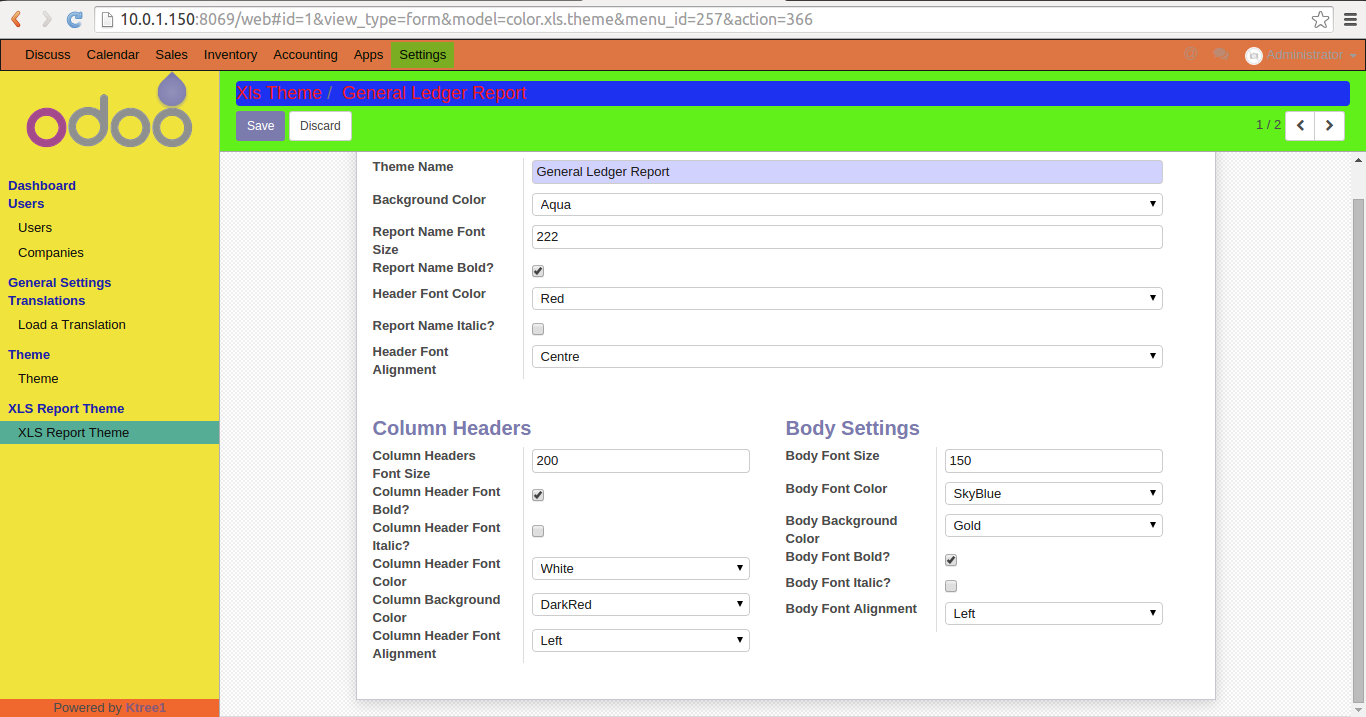 10.0.1.150:8069/web#id=1&view_type=form&model=color.xls.theme&menu_id=257&action=366
Discuss Calendar Sales Inventory Accounting Apps Settings @ Administrator
odoo
Xls Theme / General Ledger Report
Save Discard 1 / 2
Dashboard
Users
Users
Companies
General Settings
Translations
Load a Translation
Theme
Theme
XLS Report Theme
XLS Report Theme
Powered by Ktree1
Theme Name General Ledger Report
Background Color Aqua
Report Name Font
Size 222
Report Name Bold?
Header Font Color Red
Report Name Italic?
Header Font
Alignment Centre
Column Headers
Column Headers
Font Size 200
Column Header Font
Bold?
Column Header Font
Italic?
Column Header Font
Color White
Column Background
Color DarkRed
Column Header Font
Alignment Left
Body Settings
Body Font Size 150
Body Font Color SkyBlue
Body Background
Color Gold
Body Font Bold?
Body Font Italic?
Body Font Alignment Left